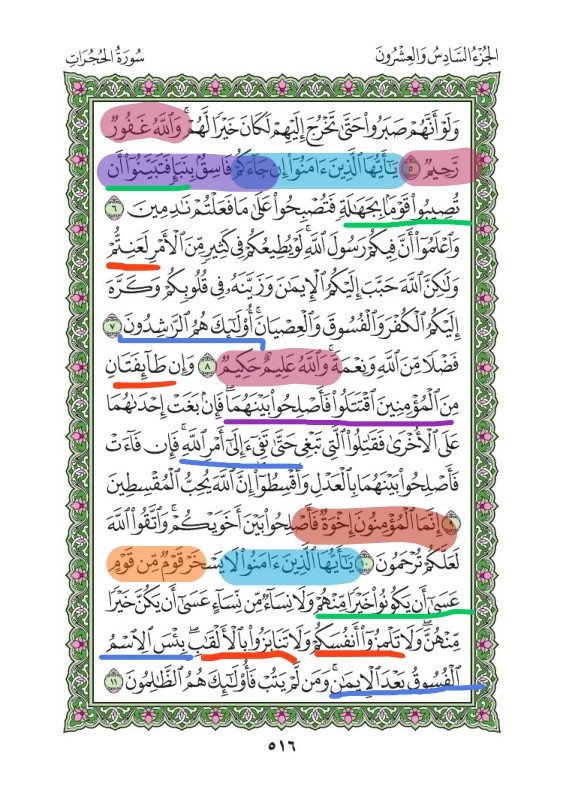 الجُزْءُ السَّادِسُ وَالعِشْرُونَ
سُورَةُ الحُجُرَاتِ
وَلَوْ أَنَّهُمْ صَبَرُوا۟ حَتَّىٰ تَخْرُجَ إِلَيْهِمْ لَكَانَ خَيْرًا لَّهُمْ ۚ وَٱللَّهُ غَفُورٌ
رَّحِيمٌ ٥ يَـٰٓأَيُّهَا ٱلَّذِينَ ءَامَنُوٓا۟ إِن جَآءَكُمْ فَاسِقٌۢ بِنَبَإٍ فَتَبَيَّنُوٓا۟ أَن
تُصِيبُوا۟ قَوْمًۢا بِجَهَـٰلَةٍ فَتُصْبِحُوا۟ عَلَىٰ مَا فَعَلْتُمْ نَـٰدِمِينَ ٦
وَٱعْلَمُوٓا۟ أَنَّ فِيكُمْ رَسُولَ ٱللَّهِ ۚ لَوْ يُطِيعُكُمْ فِى كَثِيرٍ مِّنَ ٱلْأَمْرِ لَعَنِتُّمْ
وَلَـٰكِنَّ ٱللَّهَ حَبَّبَ إِلَيْكُمُ ٱلْإِيمَـٰنَ وَزَيَّنَهُۥ فِى قُلُوبِكُمْ وَكَرَّهَ
إِلَيْكُمُ ٱلْكُفْرَ وَٱلْفُسُوقَ وَٱلْعِصْيَانَ ۚ أُو۟لَـٰٓئِكَ هُمُ ٱلرَّٰشِدُونَ ٧
فَضْلًا مِّنَ ٱللَّهِ وَنِعْمَةً ۚ وَٱللَّهُ عَلِيمٌ حَكِيمٌ ٨ وَإِن طَآئِفَتَانِ
مِنَ ٱلْمُؤْمِنِينَ ٱقْتَتَلُوا۟ فَأَصْلِحُوا۟ بَيْنَهُمَا ۖ فَإِنۢ بَغَتْ إِحْدَىٰهُمَا
عَلَى ٱلْأُخْرَىٰ فَقَـٰتِلُوا۟ ٱلَّتِى تَبْغِى حَتَّىٰ تَفِىٓءَ إِلَىٰٓ أَمْرِ ٱللَّهِ ۚ فَإِن فَآءَتْ
فَأَصْلِحُوا۟ بَيْنَهُمَا بِٱلْعَدْلِ وَأَقْسِطُوٓا۟ ۖ إِنَّ ٱللَّهَ يُحِبُّ ٱلْمُقْسِطِينَ
٩ إِنَّمَا ٱلْمُؤْمِنُونَ إِخْوَةٌ فَأَصْلِحُوا۟ بَيْنَ أَخَوَيْكُمْ ۚ وَٱتَّقُوا۟ ٱللَّهَ
لَعَلَّكُمْ تُرْحَمُونَ ١٠ يَـٰٓأَيُّهَا ٱلَّذِينَ ءَامَنُوا۟ لَا يَسْخَرْ قَوْمٌ مِّن قَوْمٍ
عَسَىٰٓ أَن يَكُونُوا۟ خَيْرًا مِّنْهُمْ وَلَا نِسَآءٌ مِّن نِّسَآءٍ عَسَىٰٓ أَن يَكُنَّ خَيْرًا
مِّنْهُنَّ ۖ وَلَا تَلْمِزُوٓا۟ أَنفُسَكُمْ وَلَا تَنَابَزُوا۟ بِٱلْأَلْقَـٰبِ ۖ بِئْسَ ٱلِٱسْمُ
ٱلْفُسُوقُ بَعْدَ ٱلْإِيمَـٰنِ ۚ وَمَن لَّمْ يَتُبْ فَأُو۟لَـٰٓئِكَ هُمُ ٱلظَّـٰلِمُونَ ١١
٥١٦